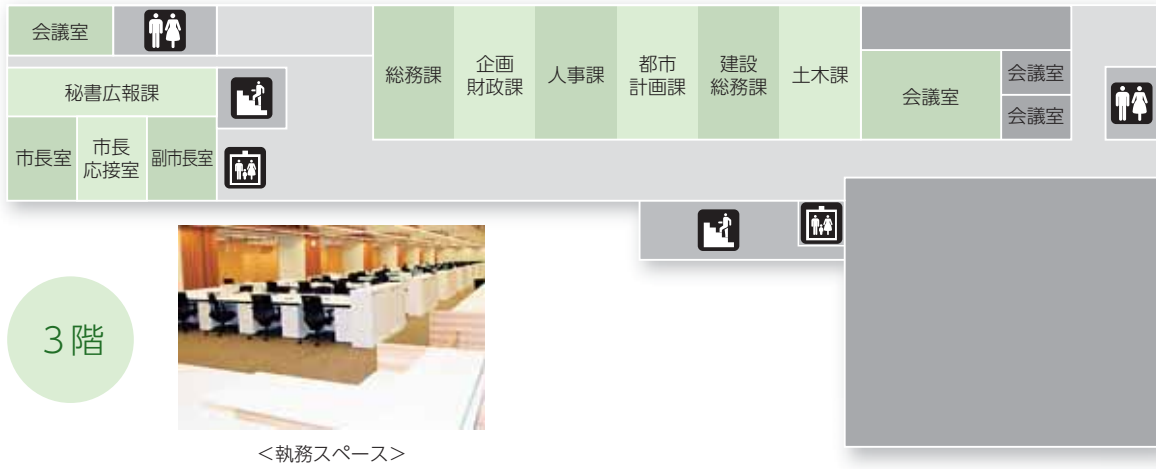 会議室
秘書広報課
市長室
市長
応接室
副市長室
総務課
企画
財政課
人事課
都市
計画課
建設
総務課
土木課
会議室
会議室
会議室
3階
＜執務スペース＞